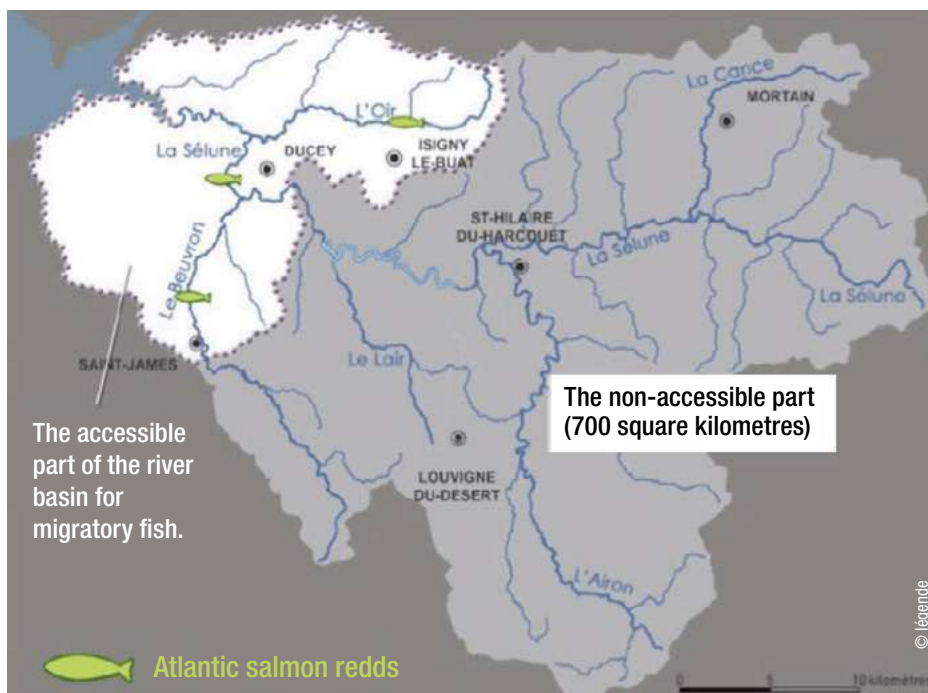 La Cance
MORTAIN
L'Oir
La Sélune
DUCEY
ISIGNY
LE-BUAT
ST-HILAIRE
DU-HARCOUET
La Sélune
Le Beuvron
La Sélune
SAINT-JAMES
Le Lair
The non-accessible part
(700 square kilometres)
The accessible
part of the river
basin for
migratory fish.
LOUVIGNE
DU-DESERT
L'Airon
© légende
Atlantic salmon redds
0 5 10 kilomètres